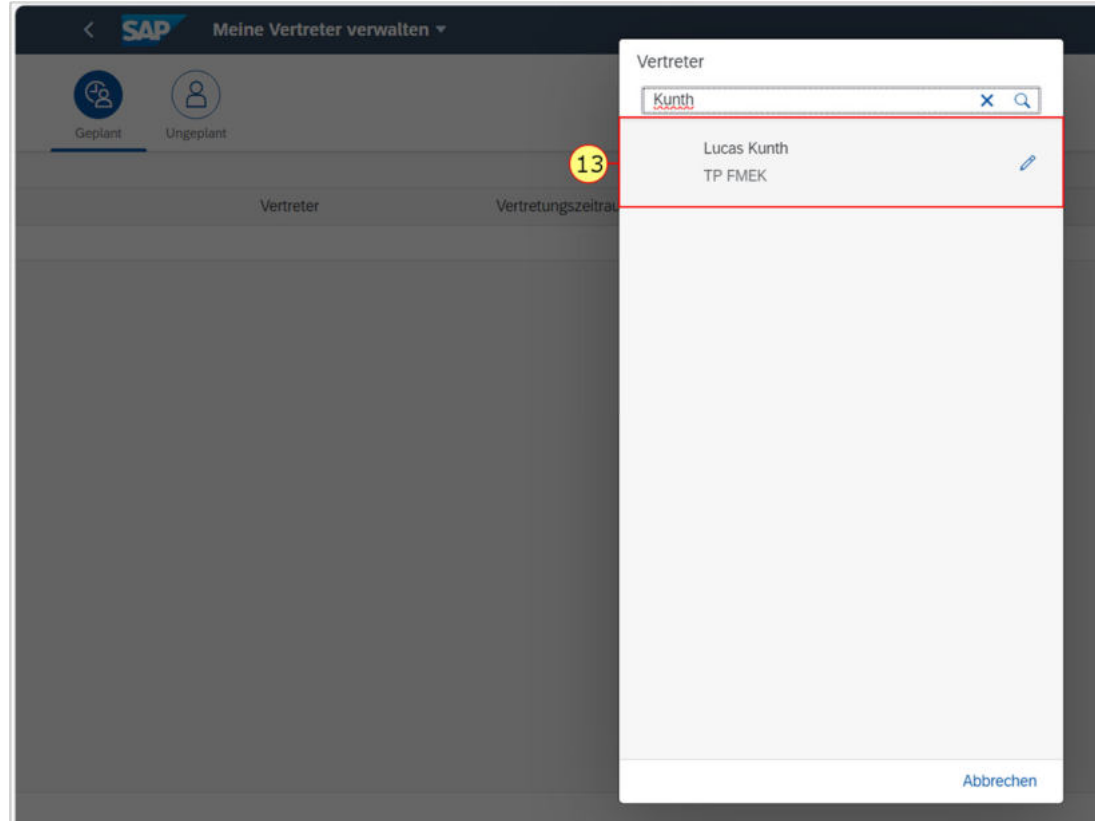 SAP Meine Vertreter verwalten
Geplant
Ungeplant
Vertreter
Vertretungszeitrau
Vertreter
Kunth
13
Lucas Kunth
TP FMEK
Abbrechen